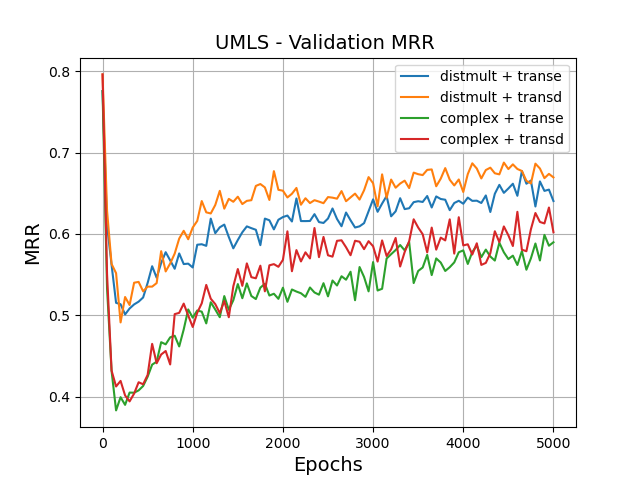 UMLS - Validation MRR
distmult + transe
distmult + transd
complex + transe
complex + transd
MRR
0.8
0.7
0.6
0.5
0.4
0
1000
2000
3000
4000
5000
Epochs